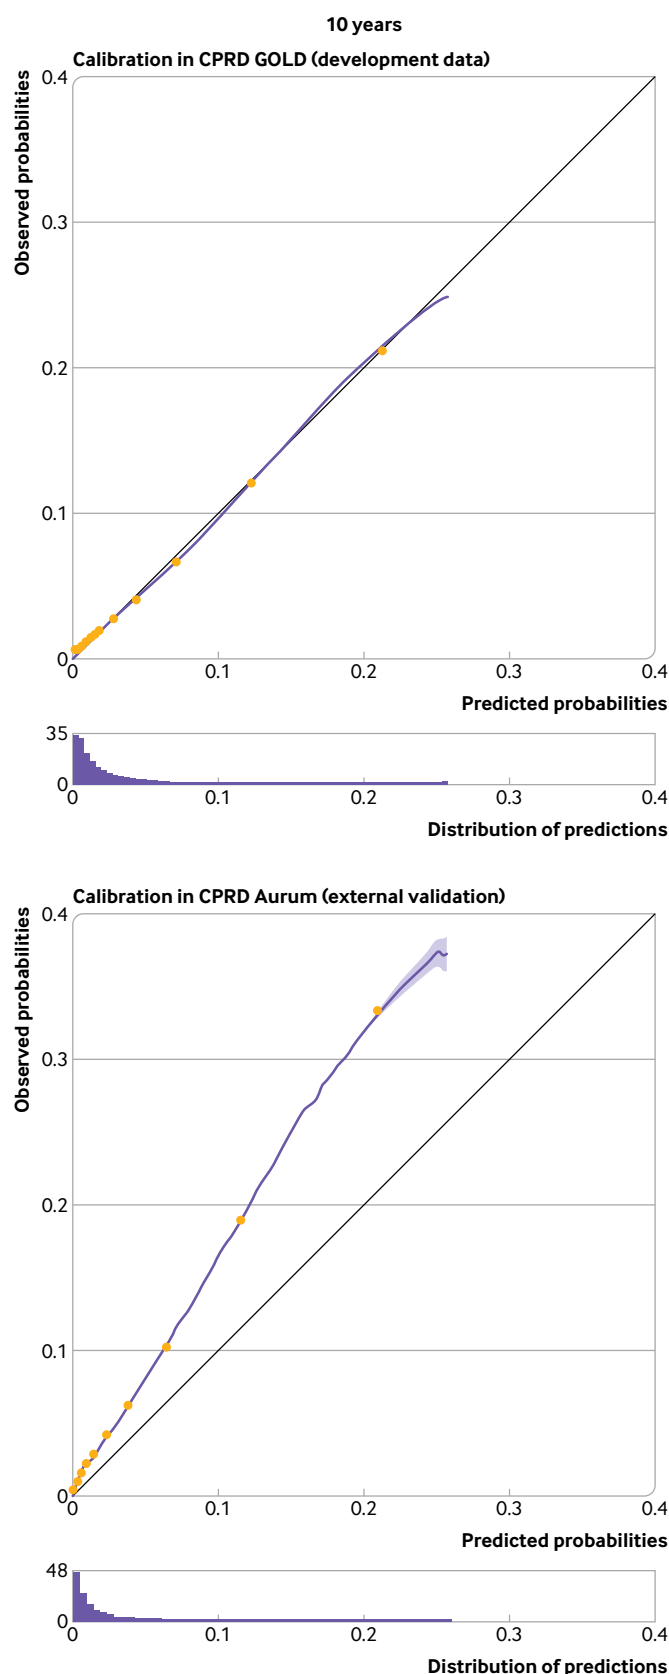 10 years
Calibration in CPRD GOLD (development data)
Observed probabilities
0.4
0.3
0.2
0.1
0
0 0.1 0.2 0.3 0.4
Predicted probabilities
35
0
0 0.1 0.2 0.3 0.4
Distribution of predictions
Calibration in CPRD Aurum (external validation)
Observed probabilities
0.4
0.3
0.2
0.1
0
0 0.1 0.2 0.3 0.4
Predicted probabilities
48
0
0 0.1 0.2 0.3 0.4
Distribution of predictions